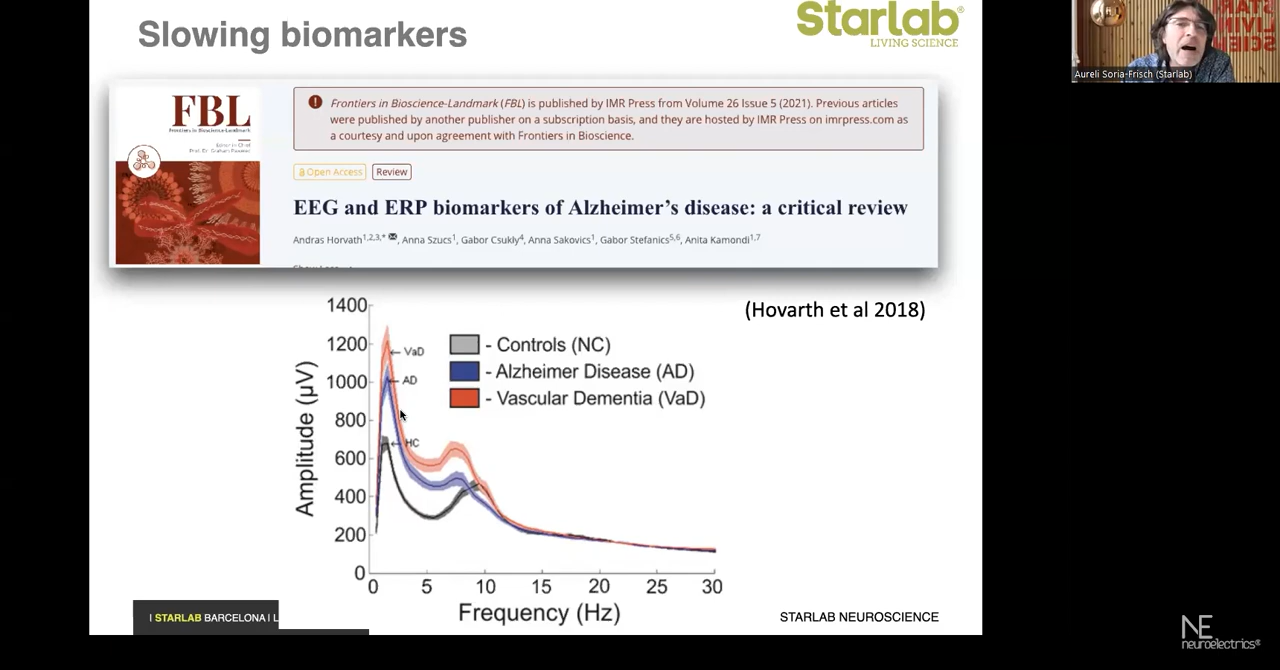 Slowing biomarkers
Starlab®
LIVING SCIENCE
Aureli Soria-Frisch (Starlab)
FBL
Frontiers in Bioscience-Landmark
Editor in Chief
! Frontiers in Bioscience-Landmark (FBL) is published by IMR Press from Volume 26 Issue 5 (2021). Previous articles
were published by another publisher on a subscription basis, and they are hosted by IMR Press on imrpress.com as
a courtesy and upon agreement with Frontiers in Bioscience.
Open Access Review
EEG and ERP biomarkers of Alzheimer’s disease: a critical review
Andras Horvath1,2,3,* , Anna Szucs1, Gabor Csukly4, Anna Sakovics1, Gabor Stefanics5,6, Anita Kamondi1,7
(Hovarth et al 2018)
1400
1200
1000
800
600
400
200
0
Amplitude (µV)
VaD
AD
HC
- Controls (NC)
- Alzheimer Disease (AD)
- Vascular Dementia (VaD)
0 5 10 15 20 25 30
Frequency (Hz)
| STARLAB BARCELONA | L
STARLAB NEUROSCIENCE
NE
neuroelectrics®